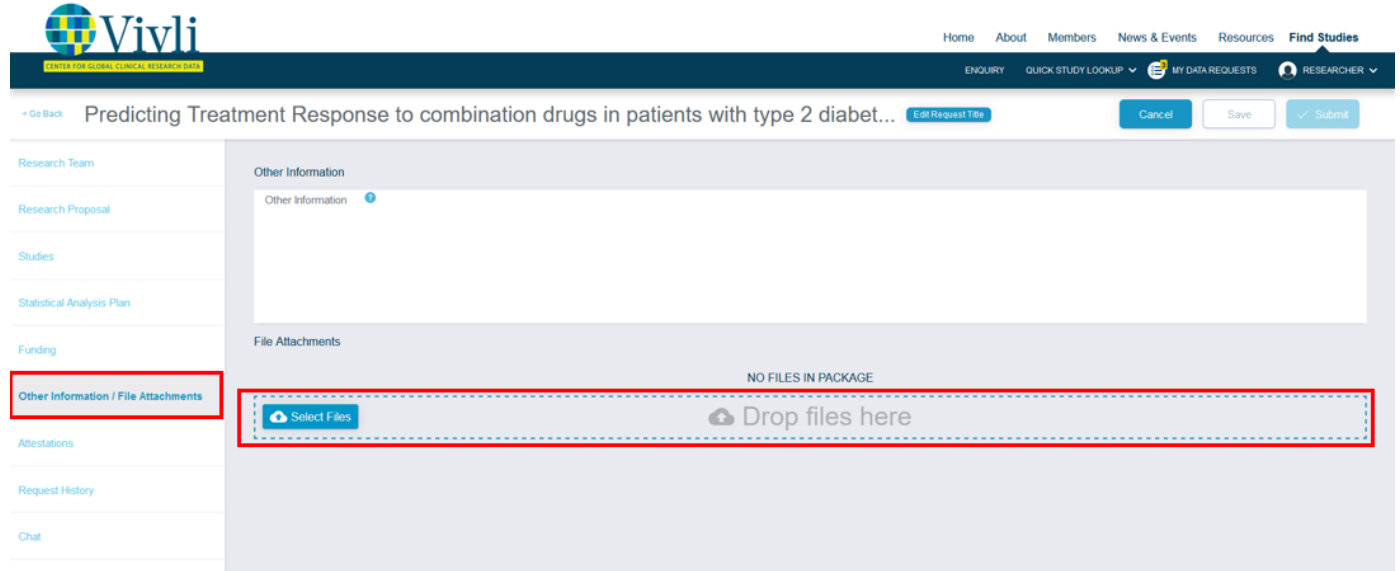 Vivli
CENTER FOR GLOBAL CLINICAL RESEARCH DATA
Home About Members News & Events Resources Find Studies
ENQUIRY QUICK STUDY LOOKUP 3 MY DATA REQUESTS RESEARCHER
< Go Back Predicting Treatment Response to combination drugs in patients with type 2 diabet... Edit Request Title Cancel Save Submit
Research Team
Research Proposal
Studies
Statistical Analysis Plan
Funding
Other Information / File Attachments
Attestations
Request History
Chat
Other Information
Other Information ?
File Attachments
NO FILES IN PACKAGE
Select Files Drop files here